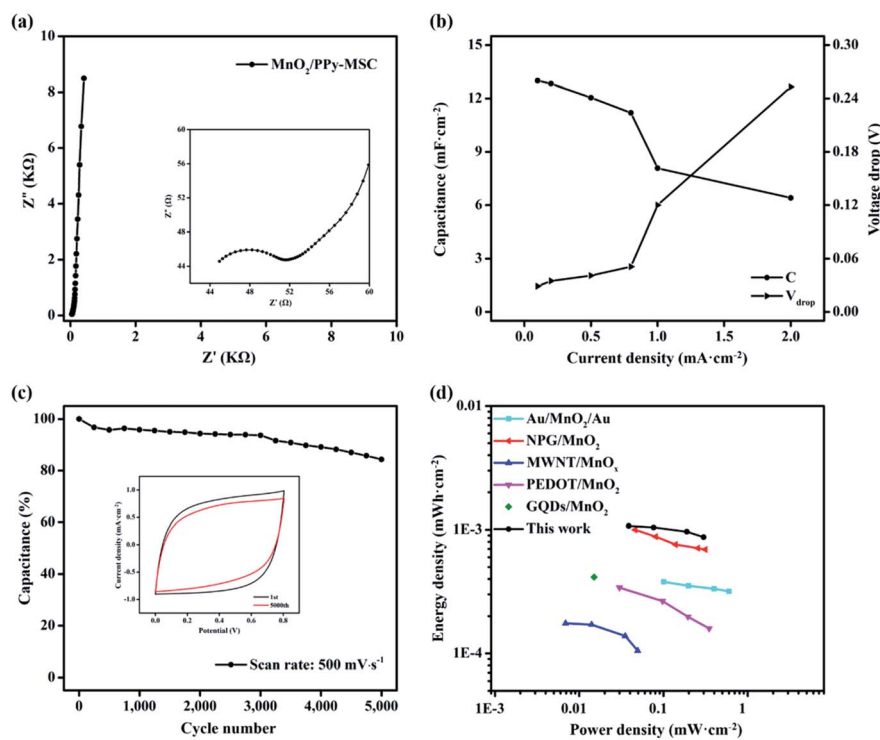 (a)
10
8
6
4
2
0
Z'' (KΩ)
MnO₂/PPy-MSC
60
56
52
48
44
Z'' (Ω)
44 48 52 56 60
Z' (Ω)
0 2 4 6 8 10
Z' (KΩ)
(b)
15
12
9
6
3
0
Capacitance (mF·cm⁻²)
0.30
0.24
0.18
0.12
0.06
0.00
Voltage drop (V)
C
V_drop
0.0 0.5 1.0 1.5 2.0
Current density (mA·cm⁻²)
(c)
100
80
60
40
20
0
Capacitance (%)
1.0
0.5
0.0
-0.5
-1.0
Current density (mA·cm⁻²)
1st
5000th
0.0 0.2 0.4 0.6 0.8
Potential (V)
Scan rate: 500 mV·s⁻¹
0 1,000 2,000 3,000 4,000 5,000
Cycle number
(d)
0.01
1E-3
1E-4
Energy density (mWh·cm⁻²)
Au/MnO₂/Au
NPG/MnO₂
MWNT/MnOₓ
PEDOT/MnO₂
GQDs/MnO₂
This work
1E-3 0.01 0.1 1
Power density (mW·cm⁻²)